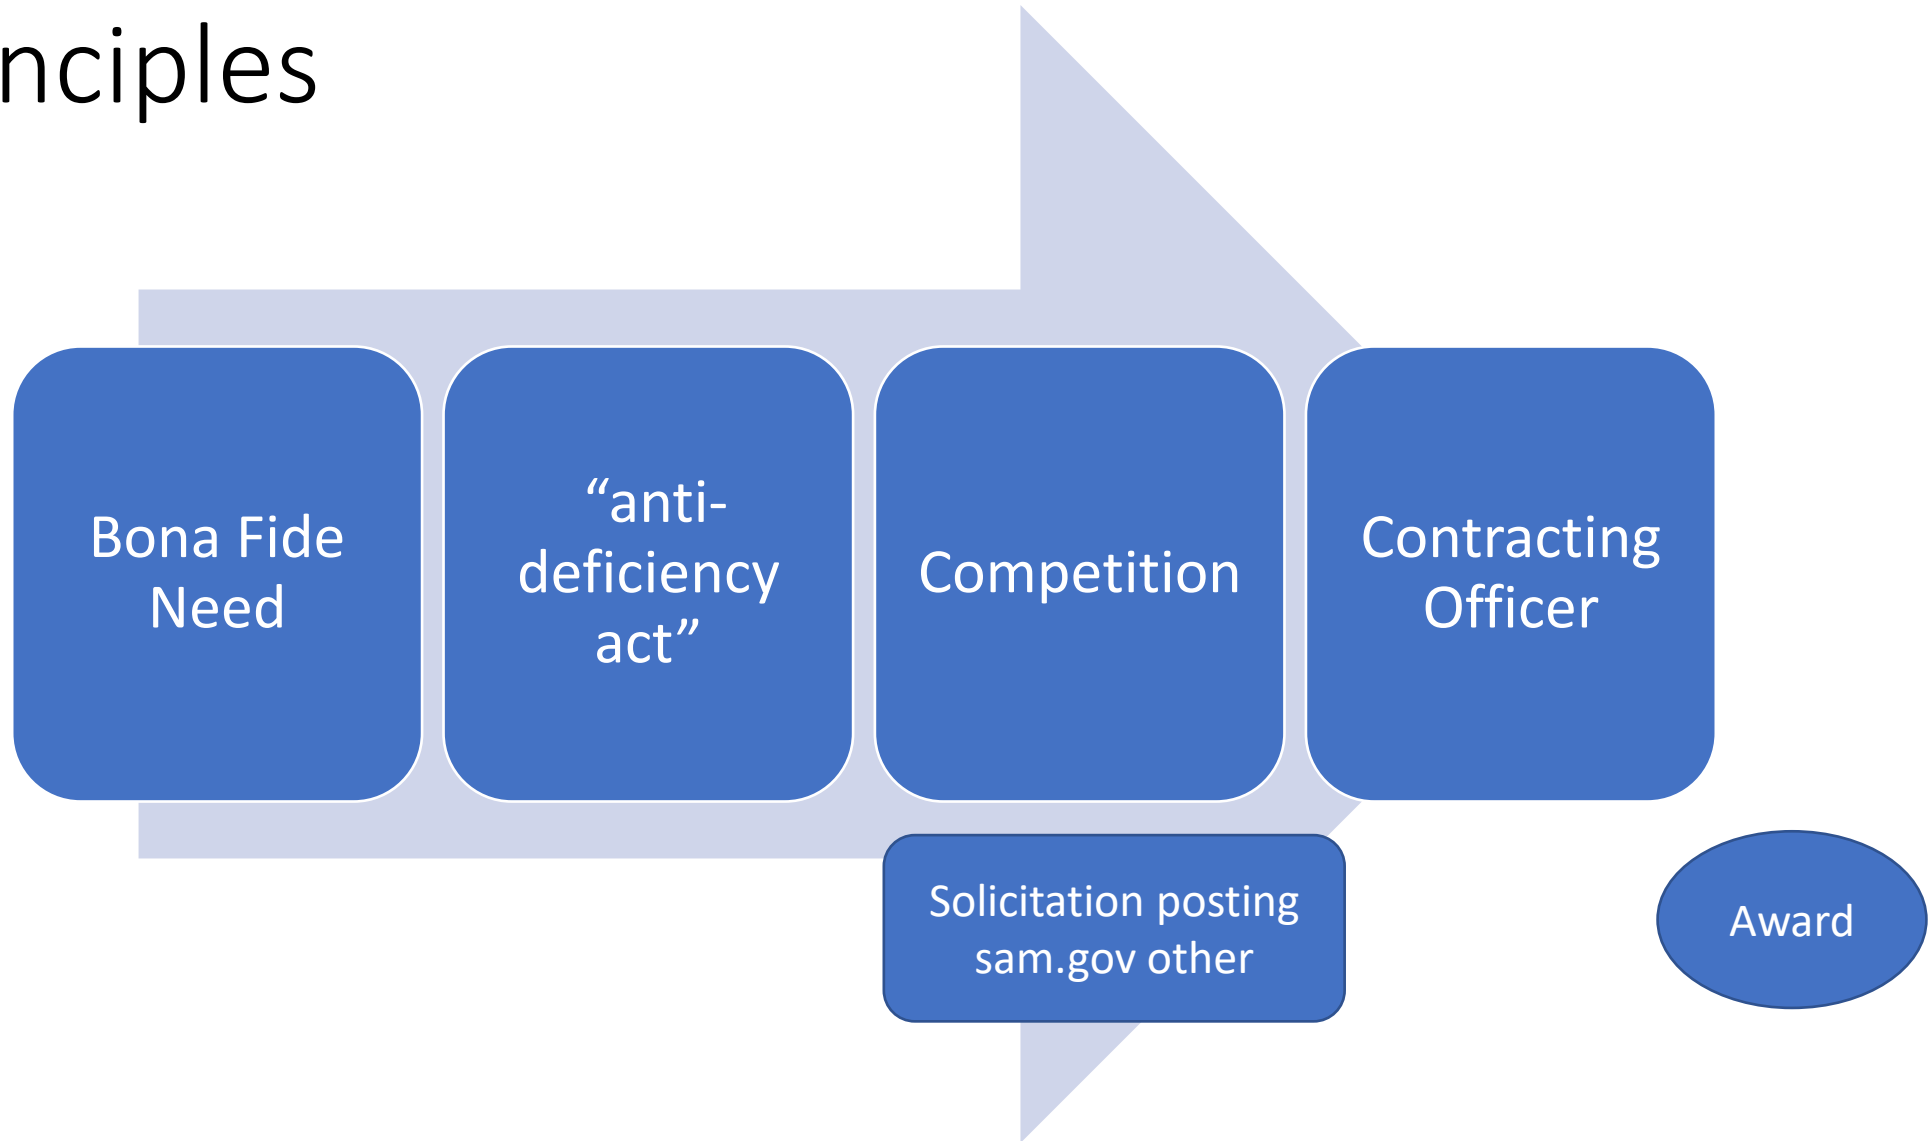 nciples
Bona Fide
Need
“anti-
deficiency
act”
Competition
Contracting
Officer
Solicitation posting
sam.gov other
Award